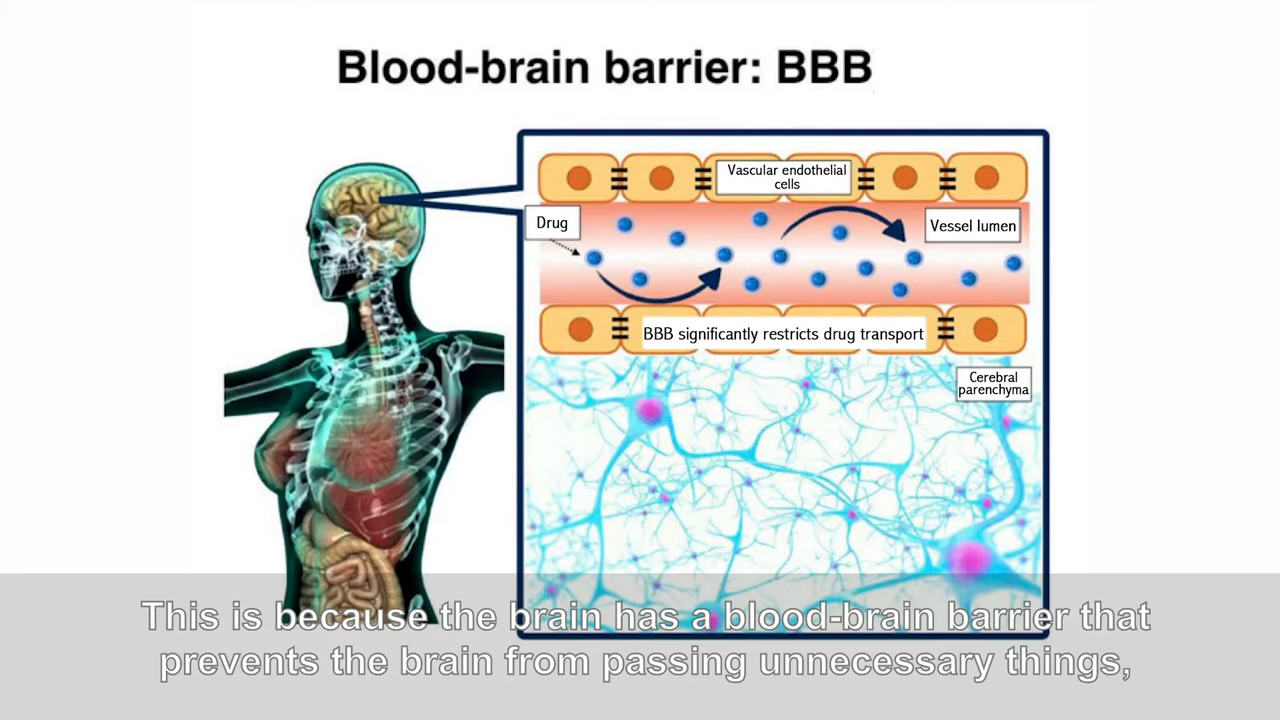 Blood-brain barrier: BBB
Vascular endothelial
cells
Drug
Vessel lumen
BBB significantly restricts drug transport
Cerebral
parenchyma
This is because the brain has a blood-brain barrier that
prevents the brain from passing unnecessary things,